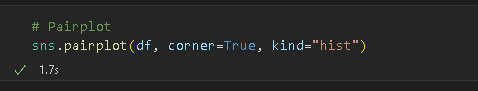 # Pairplot
sns.pairplot(df, corner=True, kind="hist")
1.7s